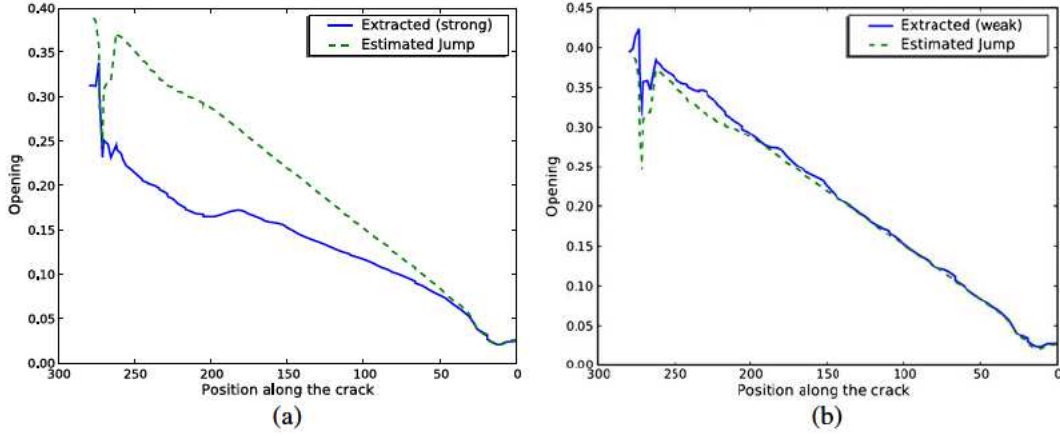 0.40
0.35
0.30
0.25
0.20
0.15
0.10
0.05
0.00
Opening
Extracted (strong)
Estimated Jump
300 250 200 150 100 50 0
Position along the crack
(a)
0.45
0.40
0.35
0.30
0.25
0.20
0.15
0.10
0.05
0.00
Opening
Extracted (weak)
Estimated Jump
300 250 200 150 100 50 0
Position along the crack
(b)